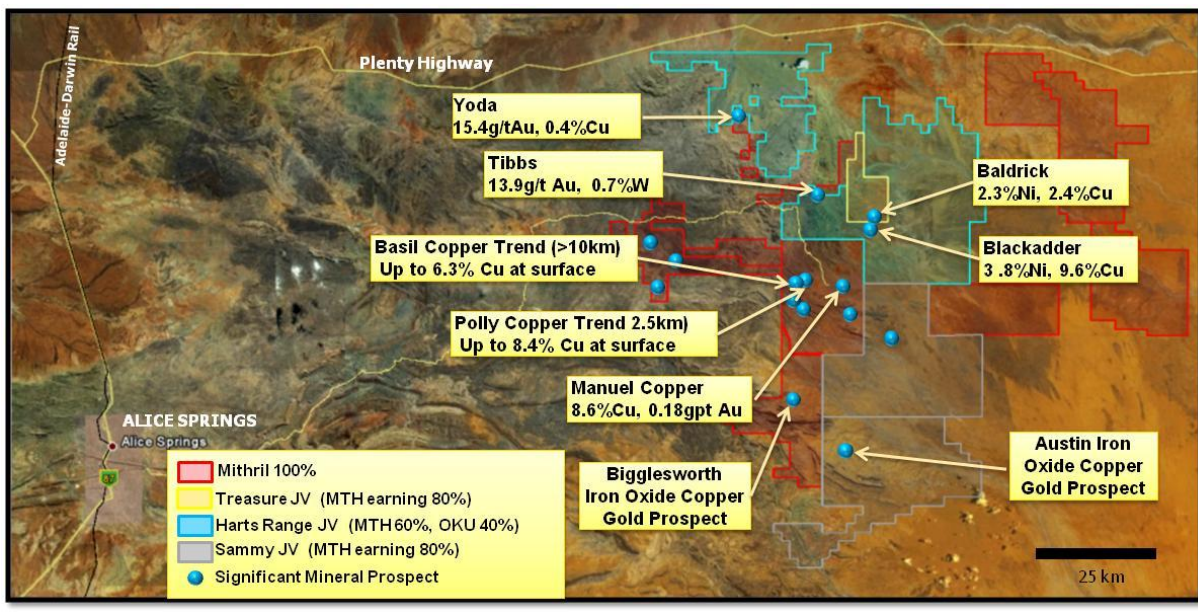 Plenty Highway
Adelaide-Darwin Rail
Yoda
15.4g/tAu, 0.4%Cu
Tibbs
13.9g/t Au, 0.7%W
Baldrick
2.3%Ni, 2.4%Cu
Basil Copper Trend (>10km)
Up to 6.3% Cu at surface
Blackadder
3 .8%Ni, 9.6%Cu
Polly Copper Trend 2.5km)
Up to 8.4% Cu at surface
Manuel Copper
8.6%Cu, 0.18gpt Au
ALICE SPRINGS
Alice Springs
Bigglesworth
Iron Oxide Copper
Gold Prospect
Austin Iron
Oxide Copper
Gold Prospect
Mithril 100%
Treasure JV (MTH earning 80%)
Harts Range JV (MTH 60%, OKU 40%)
Sammy JV (MTH earning 80%)
Significant Mineral Prospect
25 km